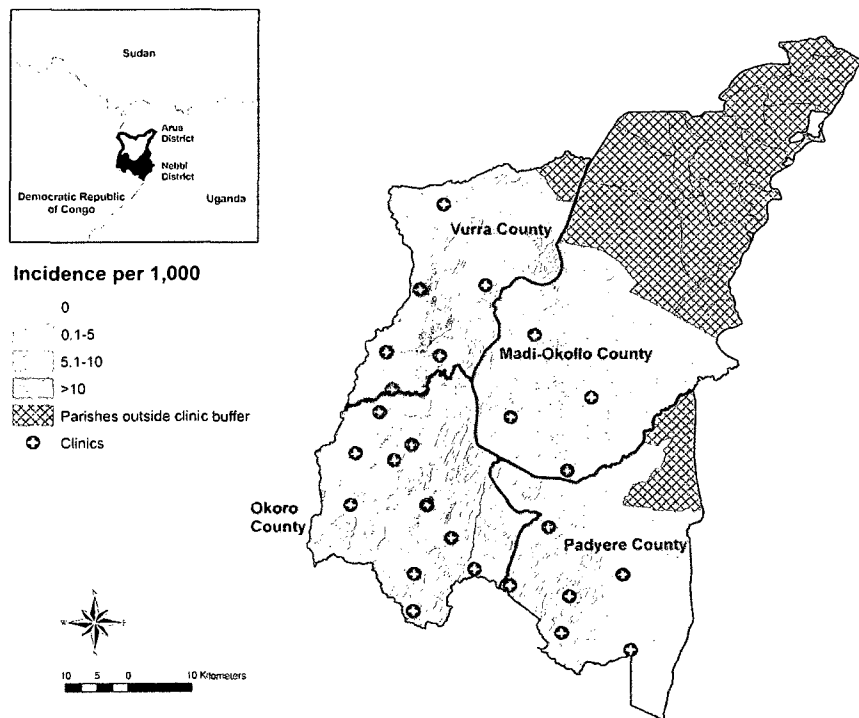 Sudan
Arua
District
Nebbi
District
Democratic Republic
of Congo
Uganda
Incidence per 1,000
0
0.1-5
5.1-10
>10
Parishes outside clinic buffer
Clinics
Vurra County
Madi-Okollo County
Okoro
County
Padyere County
W
E
10 5 0 10 Kilometers